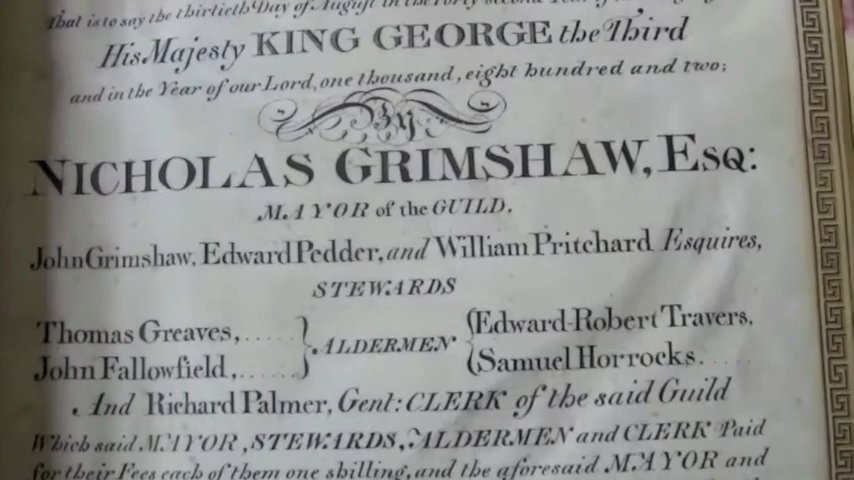 That is to say the thirtieth Day of August in the forty second Year of
His Majesty KING GEORGE the Third
and in the Year of our Lord, one thousand, eight hundred and two;
By
NICHOLAS GRIMSHAW, ESQ:
MAYOR of the GUILD,
John Grimshaw, Edward Pedder, and William Pritchard Esquires,
STEWARDS
Thomas Greaves, ..... } ALDERMEN { Edward-Robert Travers,
John Fallowfield, ..... } { Samuel Horrocks.
And Richard Palmer, Gent: CLERK of the said Guild
Which said MAYOR, STEWARDS, ALDERMEN and CLERK Paid
for their Fees each of them one shilling, and the aforesaid MAYOR and